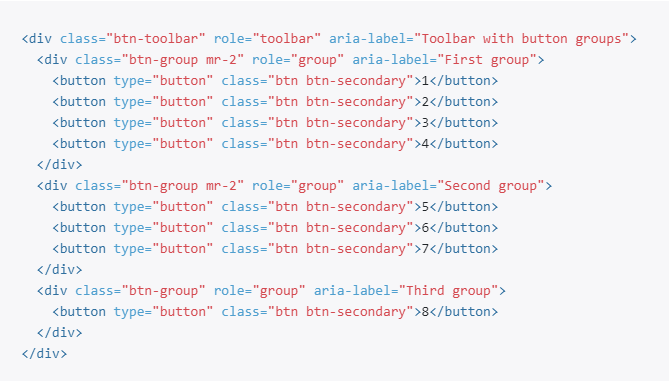 <div class="btn-toolbar" role="toolbar" aria-label="Toolbar with button groups">
  <div class="btn-group mr-2" role="group" aria-label="First group">
    <button type="button" class="btn btn-secondary">1</button>
    <button type="button" class="btn btn-secondary">2</button>
    <button type="button" class="btn btn-secondary">3</button>
    <button type="button" class="btn btn-secondary">4</button>
  </div>
  <div class="btn-group mr-2" role="group" aria-label="Second group">
    <button type="button" class="btn btn-secondary">5</button>
    <button type="button" class="btn btn-secondary">6</button>
    <button type="button" class="btn btn-secondary">7</button>
  </div>
  <div class="btn-group" role="group" aria-label="Third group">
    <button type="button" class="btn btn-secondary">8</button>
  </div>
</div>